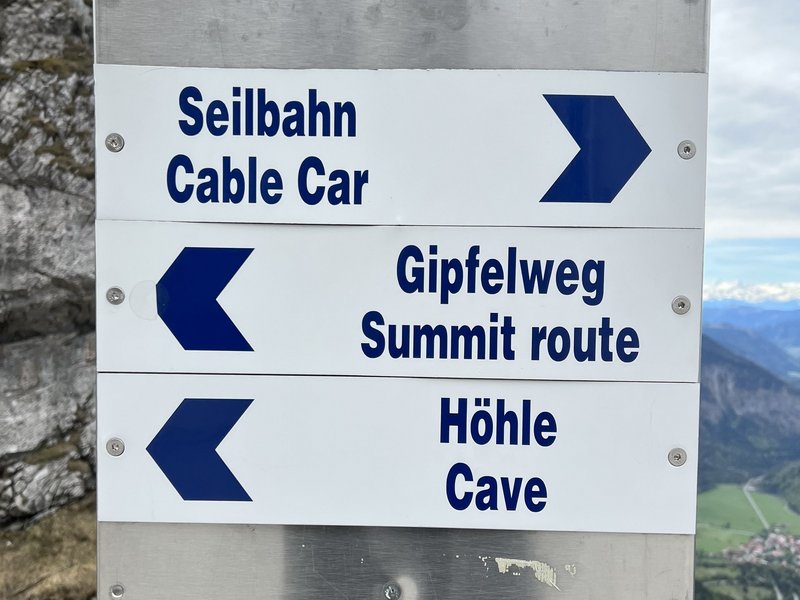 Seilbahn
Cable Car
Gipfelweg
Summit route
Höhle
Cave